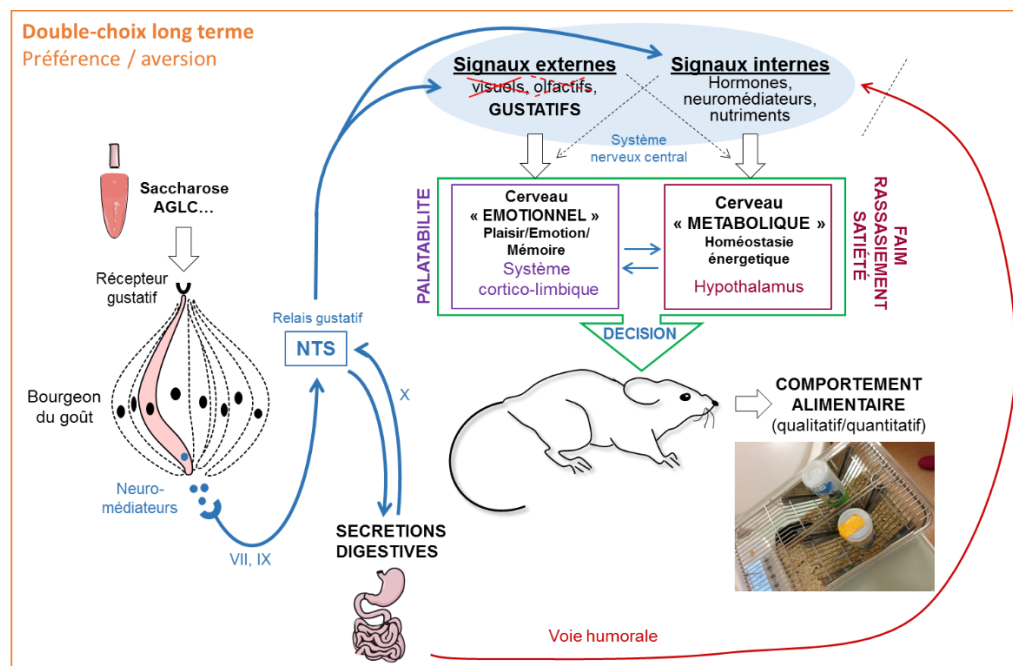 Double-choix long terme
Préférence / aversion
Signaux externes
visuels, olfactifs,
GUSTATIFS
Signaux internes
Hormones,
neuromédiateurs,
nutriments
Système
nerveux central
Saccharose
AGLC...
Récepteur
gustatif
Bourgeon
du goût
Neuro-
médiateurs
VII, IX
Relais gustatif
NTS
X
SECRETIONS
DIGESTIVES
PALATABILITE
Cerveau
« EMOTIONNEL »
Plaisir/Emotion/
Mémoire
Système
cortico-limbique
Cerveau
« METABOLIQUE »
Homéostasie
énergetique
Hypothalamus
FAIM
RASSASIEMENT
SATIÉTÉ
DECISION
COMPORTEMENT
ALIMENTAIRE
(qualitatif/quantitatif)
Voie humorale